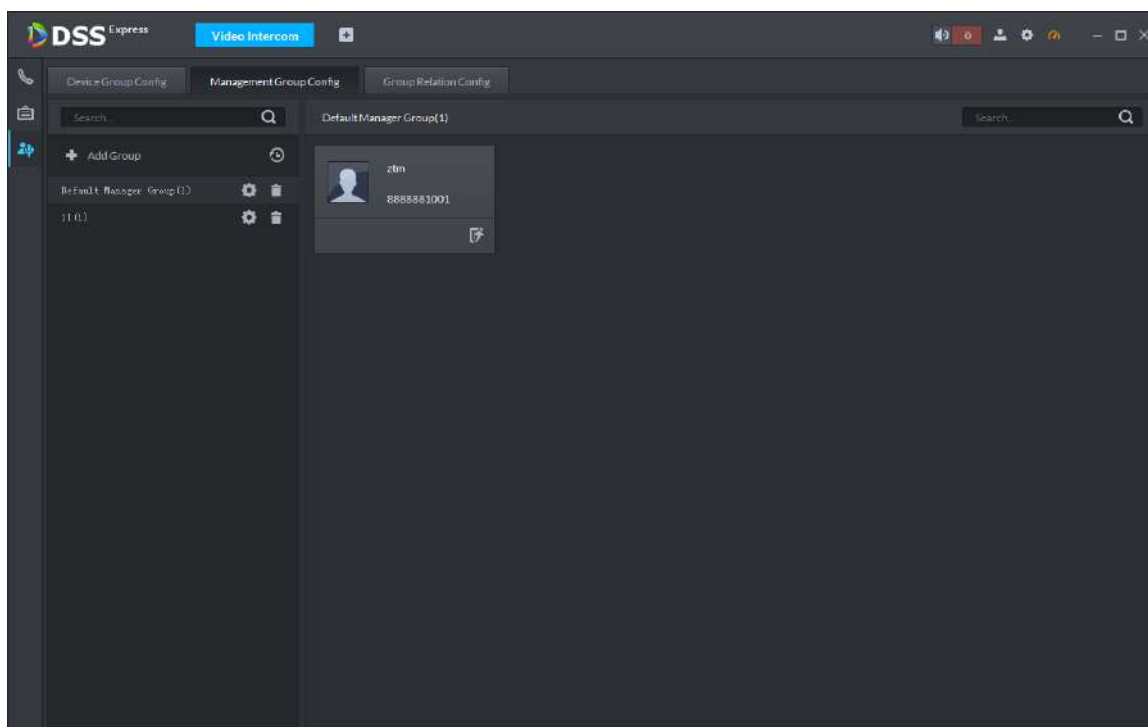 DSS Express
Video Intercom
0
Device Group Config
Management Group Config
Group Relation Config
Search...
Default Manager Group(1)
Search...
Add Group
ztm
8888881001
Default Manager Group(1)